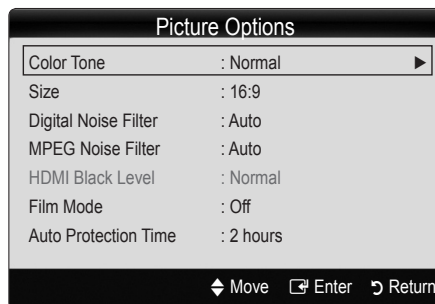 Picture Options
Color Tone : Normal
Size : 16:9
Digital Noise Filter : Auto
MPEG Noise Filter : Auto
HDMI Black Level : Normal
Film Mode : Off
Auto Protection Time : 2 hours
Move Enter Return